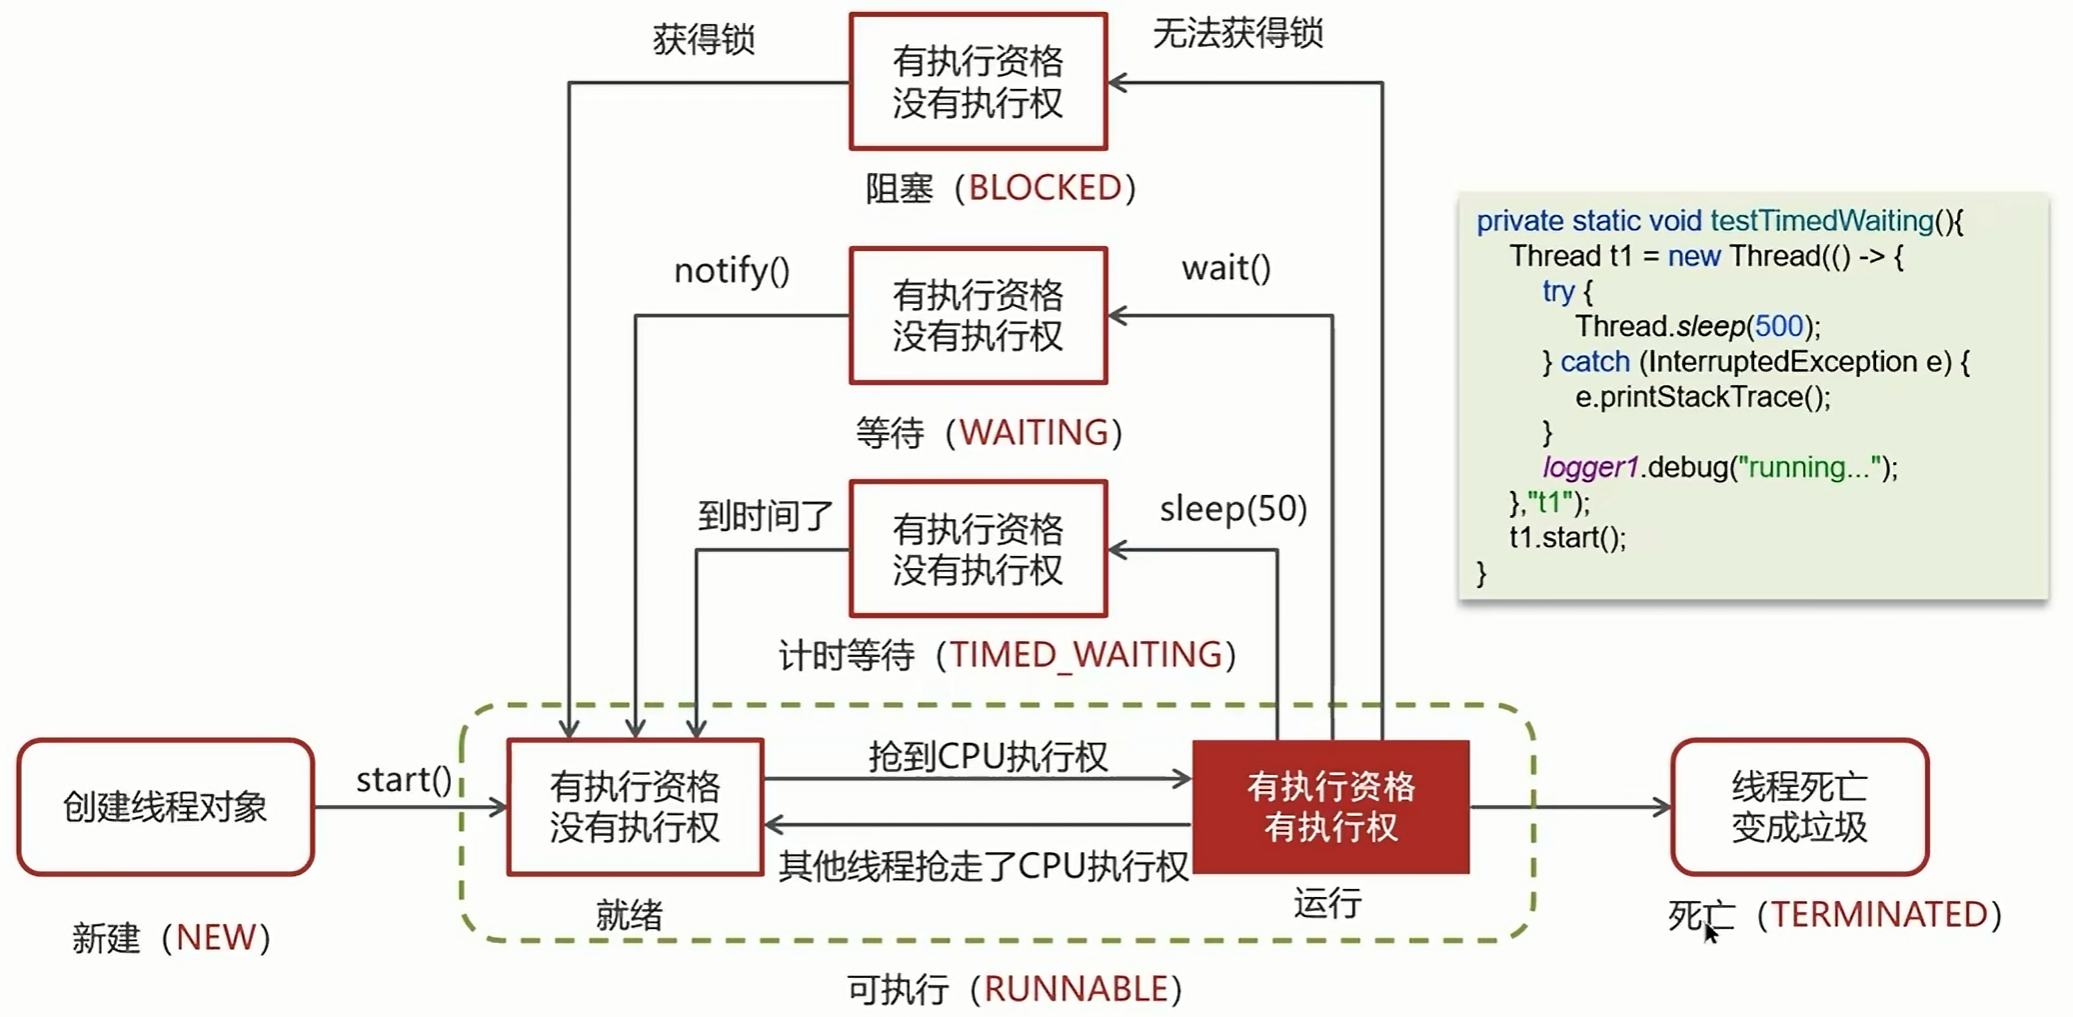 获得锁
有执行资格
没有执行权
无法获得锁
阻塞（BLOCKED）
notify()
有执行资格
没有执行权
wait()
等待（WAITING）
到时间了
有执行资格
没有执行权
sleep(50)
计时等待（TIMED_WAITING）
private static void testTimedWaiting(){
Thread t1 = new Thread(() -> {
try {
Thread.sleep(500);
} catch (InterruptedException e) {
e.printStackTrace();
}
logger1.debug("running...");
},"t1");
t1.start();
}
创建线程对象
新建（NEW）
start()
有执行资格
没有执行权
就绪
抢到CPU执行权
其他线程抢走了CPU执行权
有执行资格
有执行权
运行
可执行（RUNNABLE）
线程死亡
变成垃圾
死亡（TERMINATED）